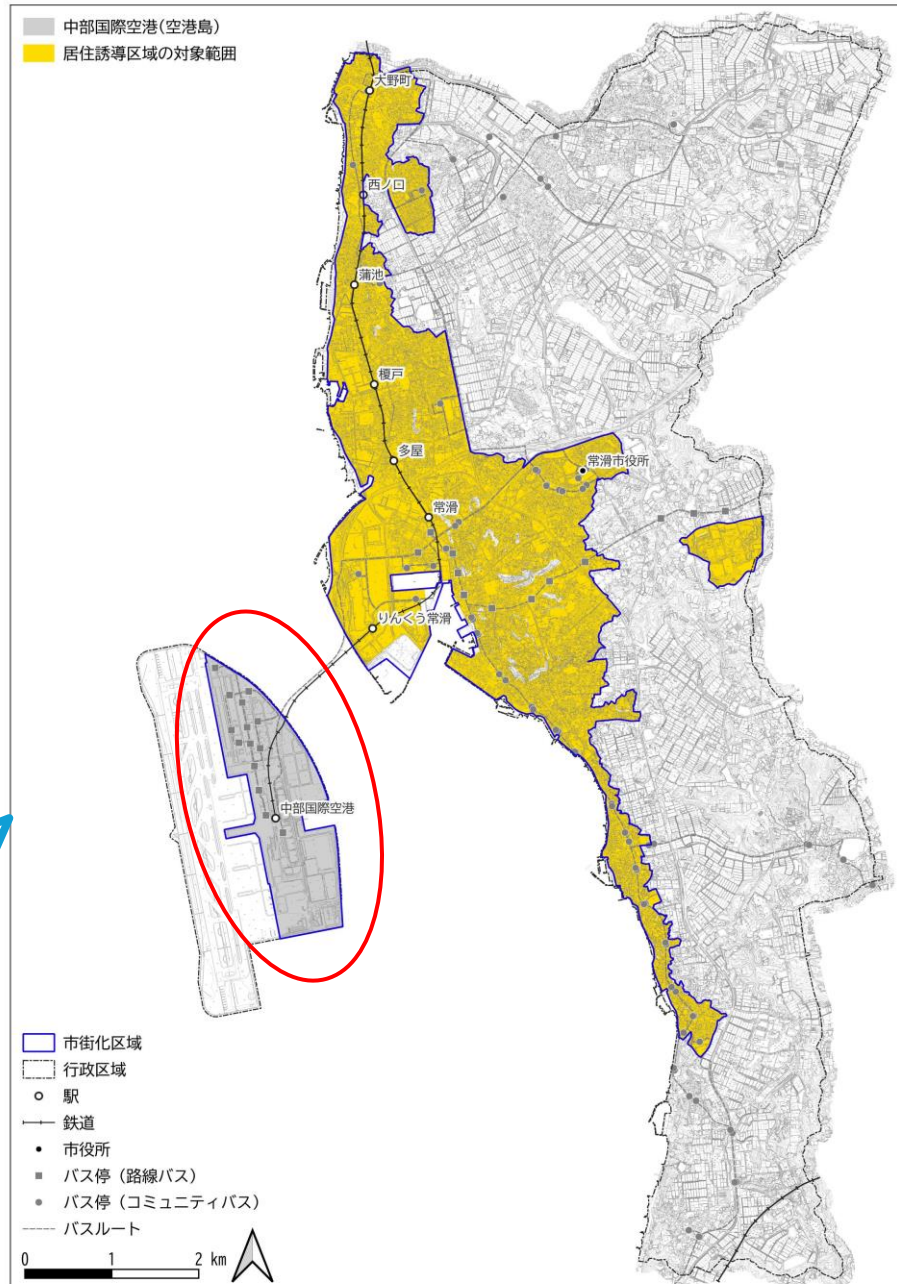 中部国際空港(空港島)
居住誘導区域の対象範囲
大野町
西ノ口
蒲池
榎戸
多屋
常滑市役所
常滑
りんくう常滑
中部国際空港
市街化区域
行政区域
駅
鉄道
市役所
バス停（路線バス）
バス停（コミュニティバス）
バスルート
0 1 2 km